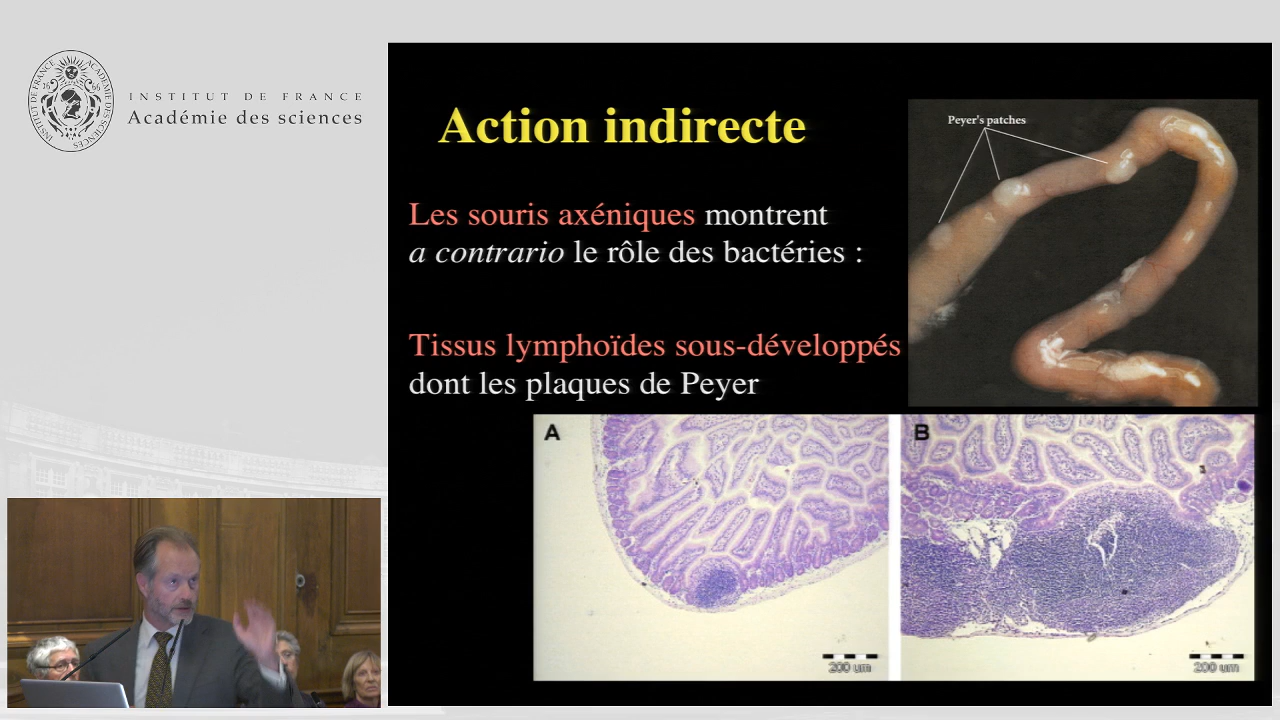 INSTITUT DE FRANCE
Académie des sciences
Action indirecte
Peyer's patches
Les souris axéniques montrent
a contrario le rôle des bactéries :
Tissus lymphoïdes sous-développés
dont les plaques de Peyer
A
B
200 um
200 um